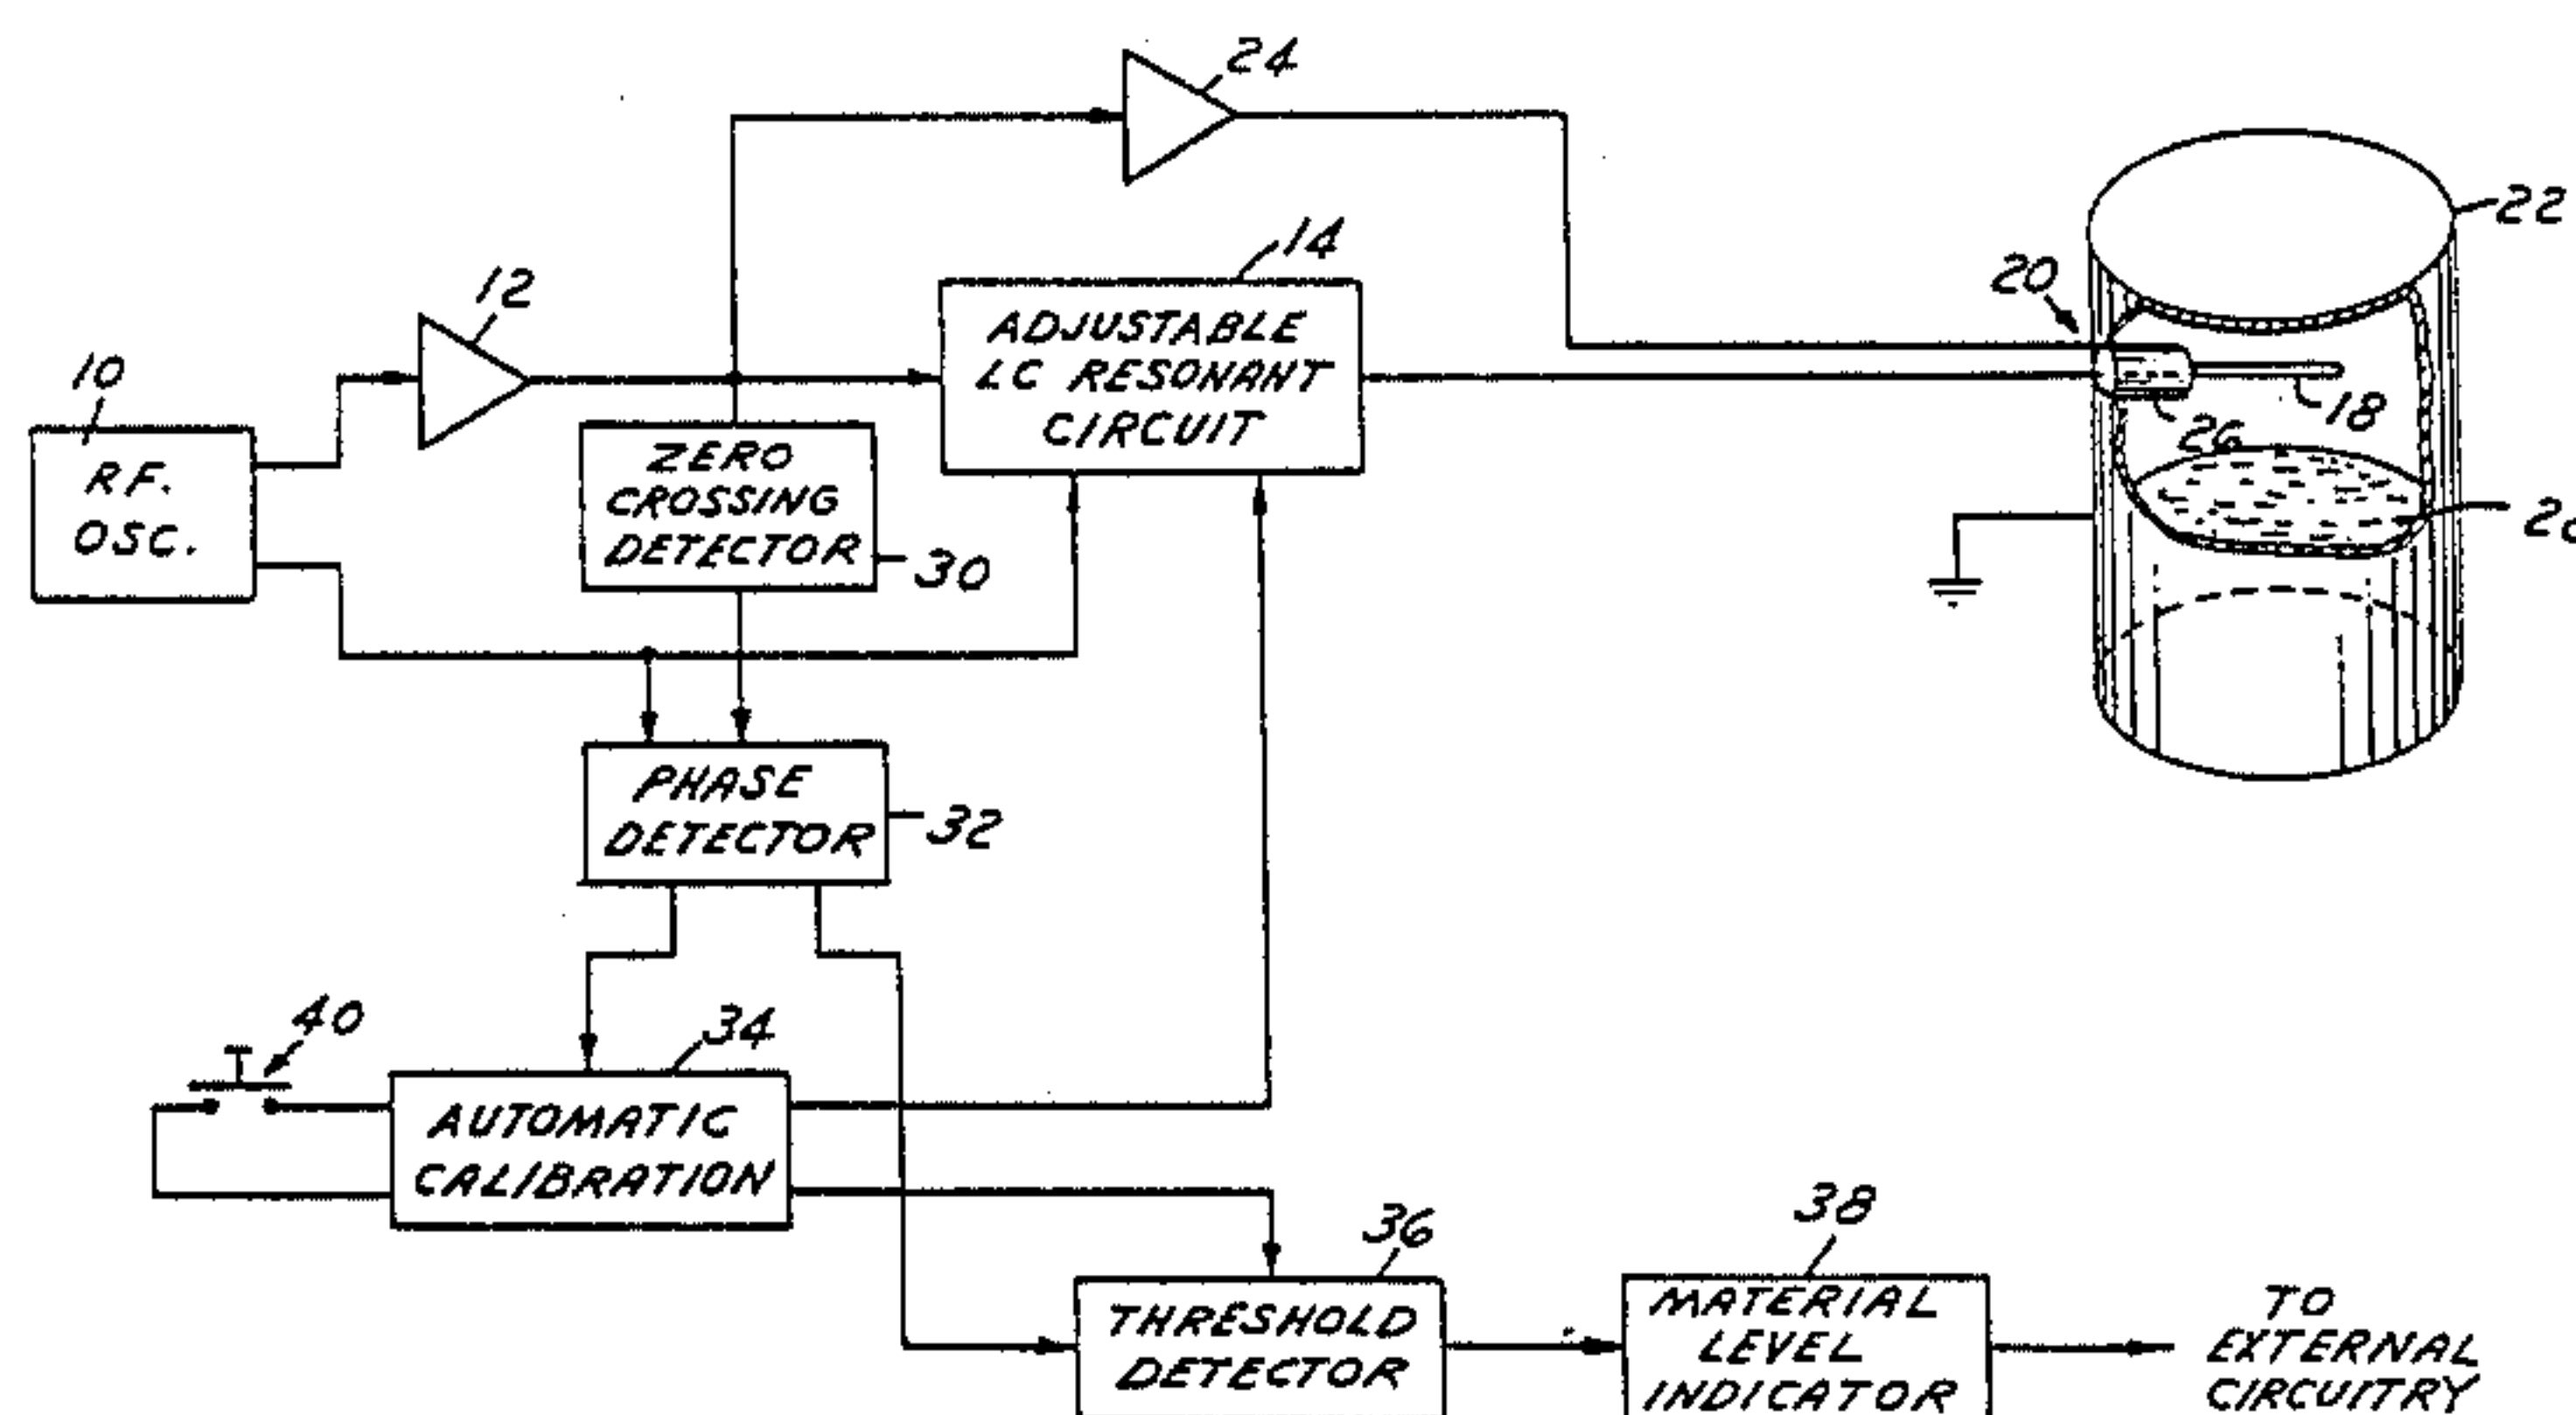 24
22
14
20
12
ADJUSTABLE
LC RESONANT
CIRCUIT
10
18
26
R.F.
OSC.
ZERO
CROSSING
DETECTOR
30
PHASE
DETECTOR
32
40
34
AUTOMATIC
CALIBRATION
36
38
THRESHOLD
DETECTOR
MATERIAL
LEVEL
INDICATOR
TO
EXTERNAL
CIRCUITRY